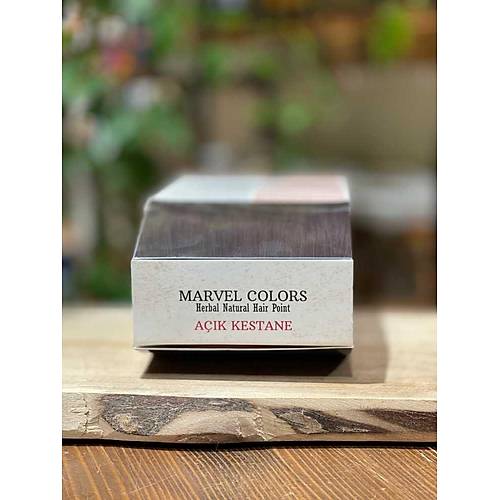 MARVEL COLORS
Herbal Natural Hair Point
AÇIK KESTANE